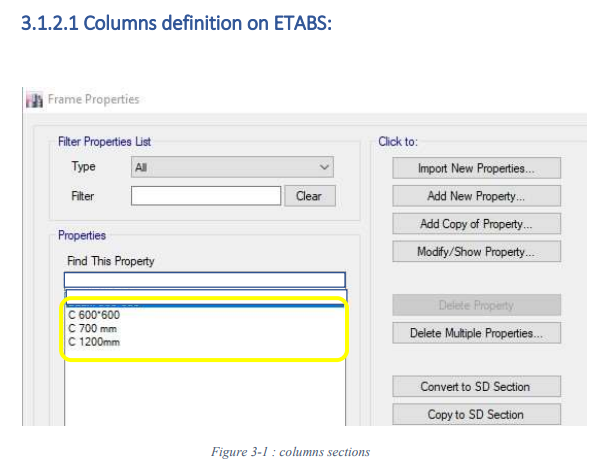 3.1.2.1 Columns definition on ETABS:
Frame Properties
Filter Properties List
Type
All
Filter
Clear
Properties
Find This Property
C 600*600
C 700 mm
C 1200mm
Click to:
Import New Properties...
Add New Property...
Add Copy of Property...
Modify/Show Property...
Delete Property
Delete Multiple Properties...
Convert to SD Section
Copy to SD Section
Figure 3-1 : columns sections